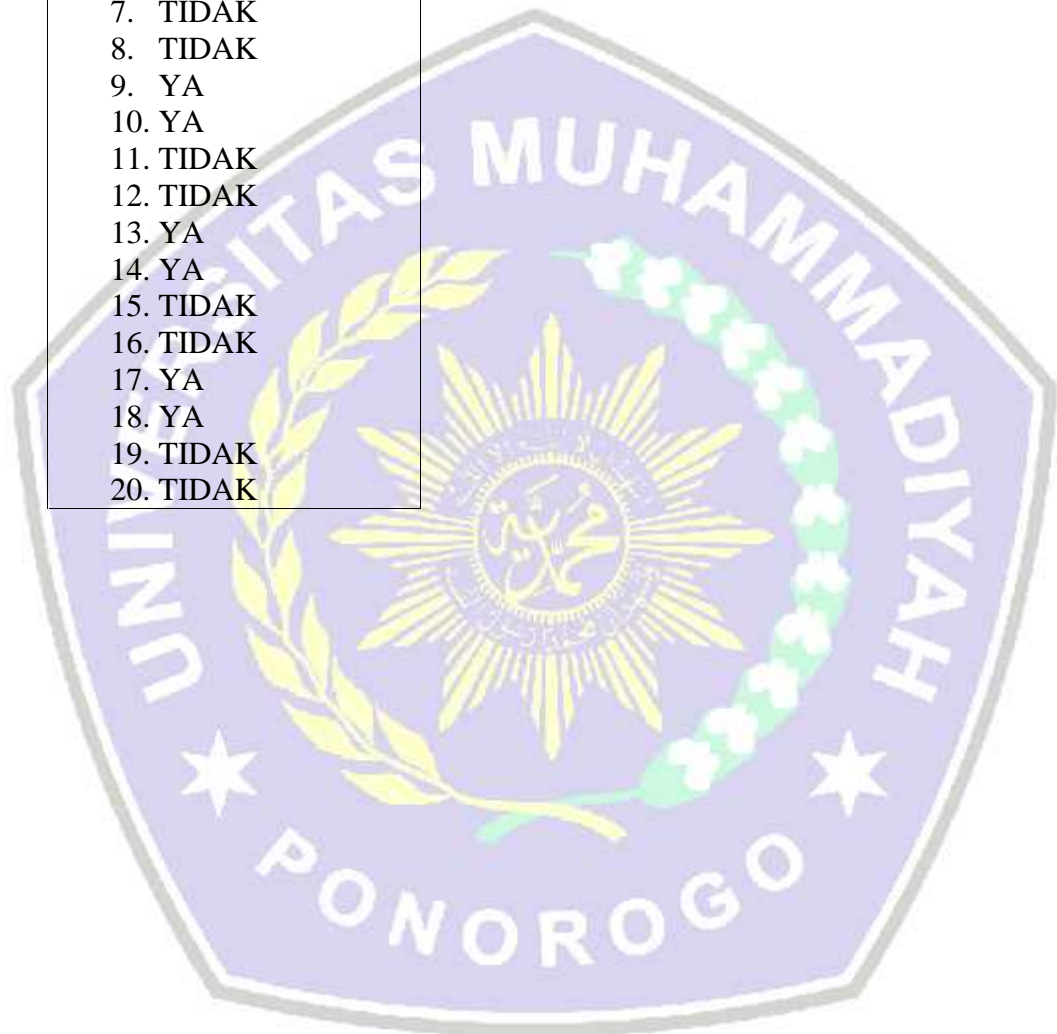 7. TIDAK
8. TIDAK
9. YA
10. YA
11. TIDAK
12. TIDAK
13. YA
14. YA
15. TIDAK
16. TIDAK
17. YA
18. YA
19. TIDAK
20. TIDAK
UNIVERSITAS MUHAMMADIYAH
PONOROGO
محمدية